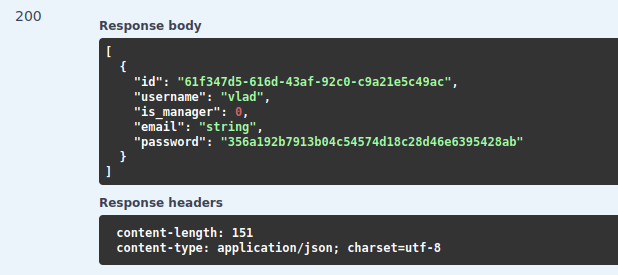 200
Response body
[
{
"id": "61f347d5-616d-43af-92c0-c9a21e5c49ac",
"username": "vlad",
"is_manager": 0,
"email": "string",
"password": "356a192b7913b04c54574d18c28d46e6395428ab"
}
]
Response headers
content-length: 151
content-type: application/json; charset=utf-8